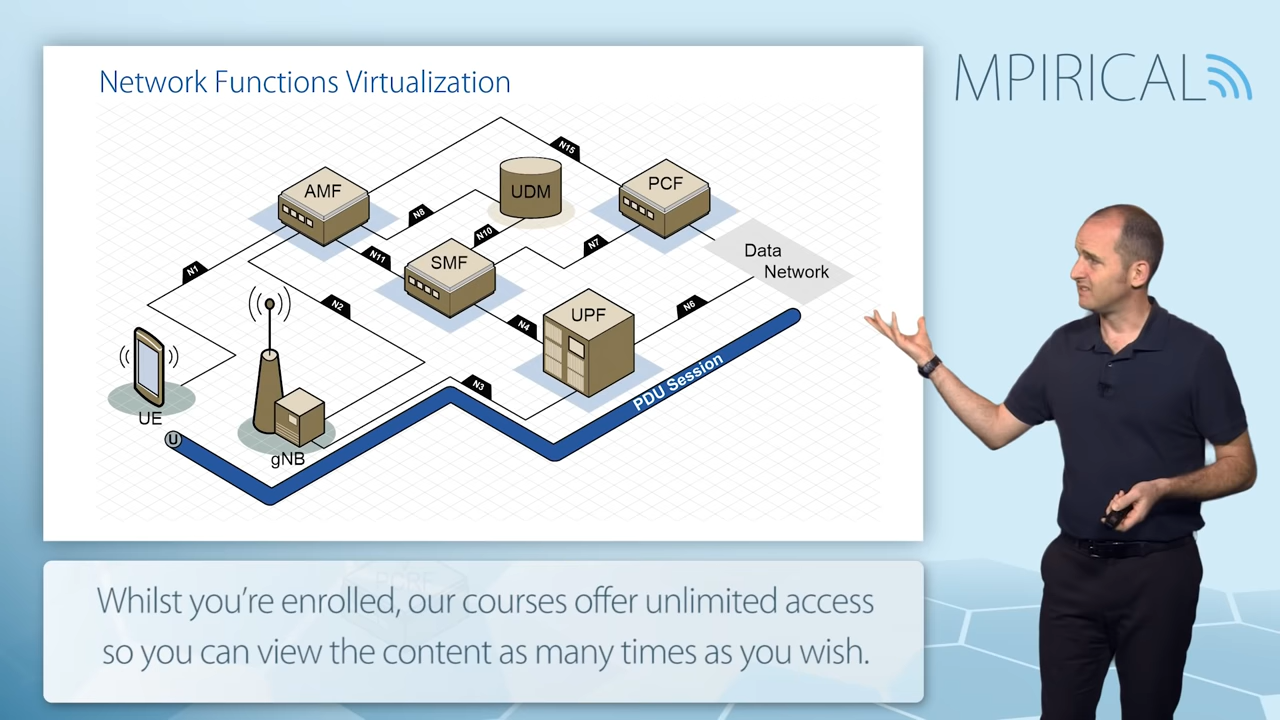 Network Functions Virtualization
MPIRICAL
N15
AMF
UDM
PCF
N8
N10
N7
N11
SMF
Data
Network
N1
N2
N6
UPF
N4
N3
PDU Session
UE
U
gNB
Whilst you're enrolled, our courses offer unlimited access
so you can view the content as many times as you wish.